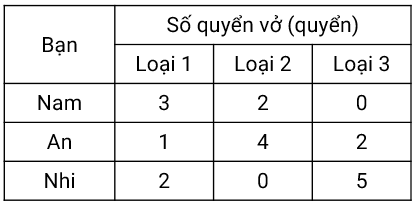 Bạn
Số quyển vở (quyển)
Loại 1 Loại 2 Loại 3
Nam 3 2 0
An 1 4 2
Nhi 2 0 5